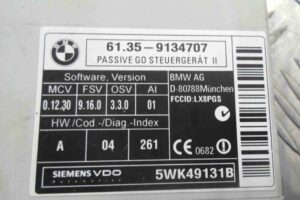 61.35 - 9134707
PASSIVE GO STEUERGERÄT II
Software, Version
MCV FSV OSV AI
0.12.30 9.16.0 3.3.0 01
HW./Cod.-/Diag.-Index
A 04 261
BMW AG
D-80788München
FCCID:LX8PGS
CE 0682
SIEMENS VDO
automotive
5WK49131B